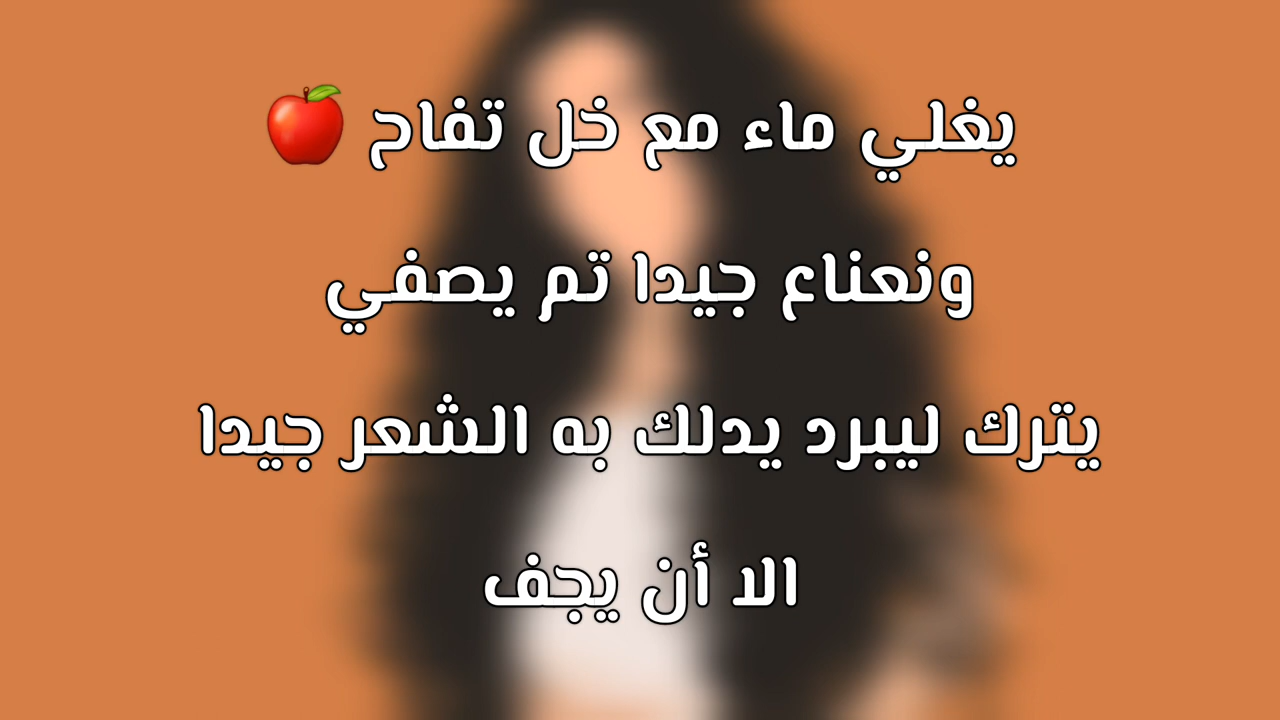 يغلي ماء مع خل تفاح 🍎
ونعناع جيدا تم يصفي
يترك ليبرد يدلك به الشعر جيدا
الا أن يجف